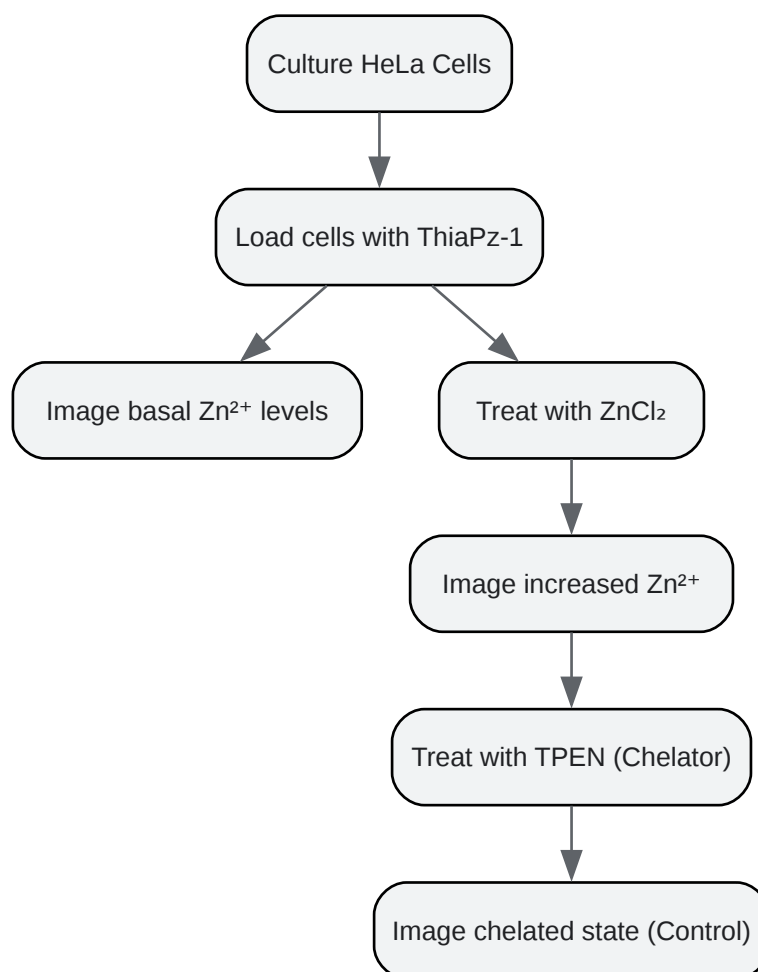 Culture HeLa Cells
Load cells with ThiaPz-1
Image basal Zn²⁺ levels
Treat with ZnCl₂
Image increased Zn²⁺
Treat with TPEN (Chelator)
Image chelated state (Control)